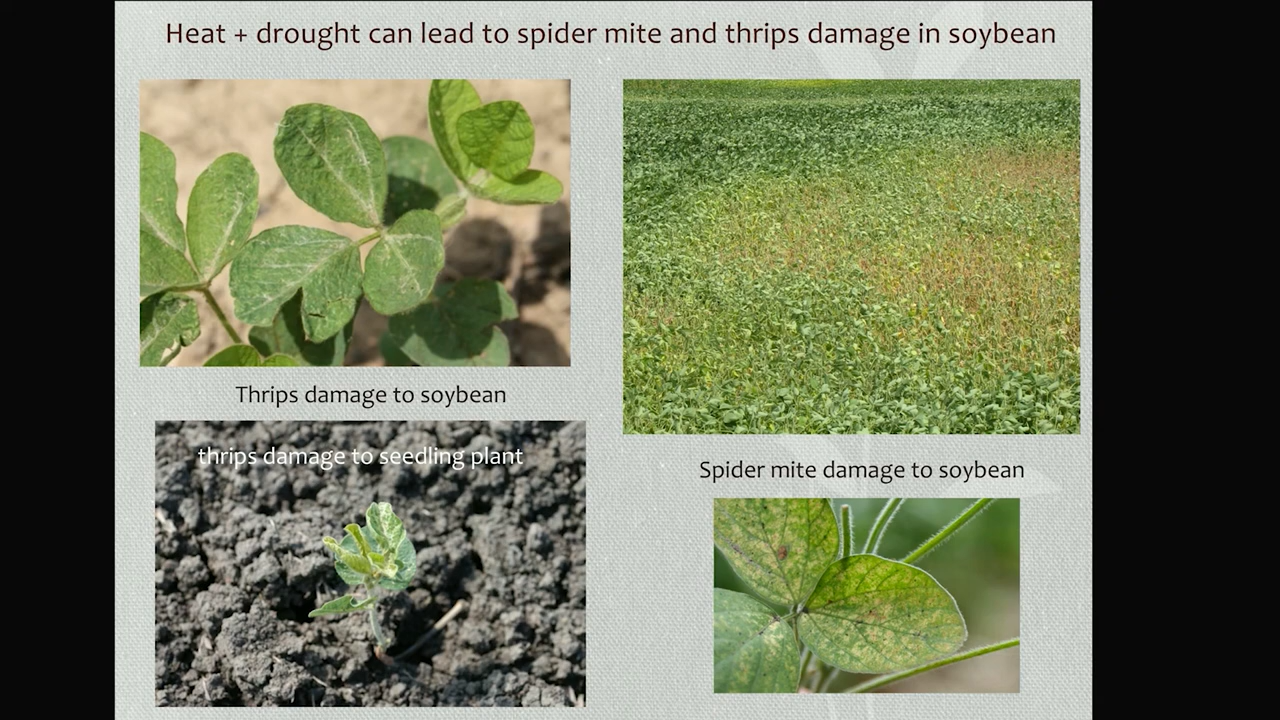 Heat + drought can lead to spider mite and thrips damage in soybean
Thrips damage to soybean
thrips damage to seedling plant
Spider mite damage to soybean